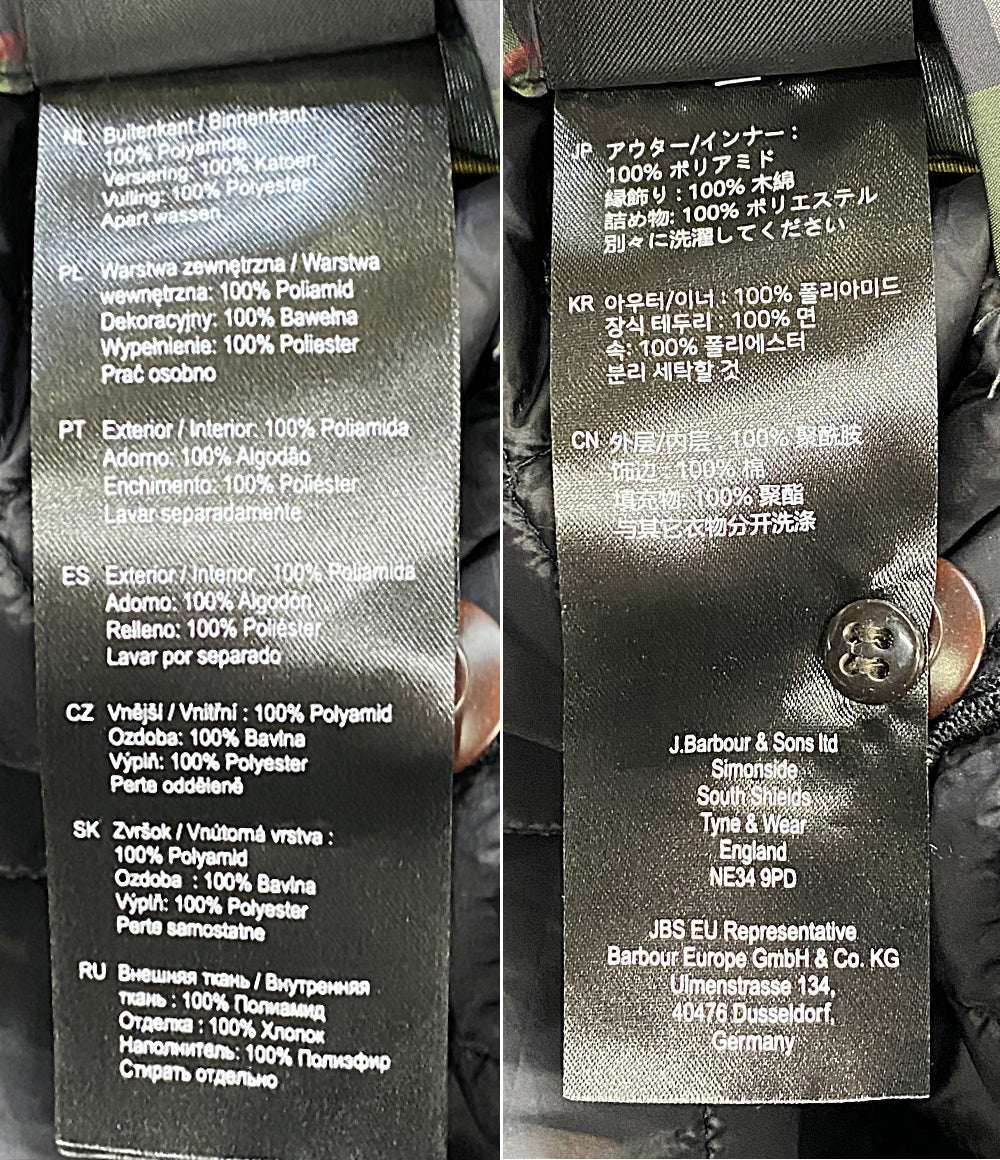 NL Buitenkant / Binnenkant :
100% Polyamide
Versiering: 100% Katoen
Vulling: 100% Polyester
Apart wassen
PL Warstwa zewnętrzna / Warstwa
wewnętrzna: 100% Poliamid
Dekoracyjny: 100% Bawełna
Wypełnienie: 100% Poliester
Prać osobno
PT Exterior / Interior: 100% Poliamida
Adorno: 100% Algodão
Enchimento: 100% Poliéster
Lavar separadamente
ES Exterior / Interior 100% Poliamida
Adorno: 100% Algodón
Relleno: 100% Poliéster
Lavar por separado
CZ Vnější / Vnitřní : 100% Polyamid
Ozdoba: 100% Bavlna
Výplň: 100% Polyester
Perte odděleně
SK Zvršok / Vnútorná vrstva :
100% Polyamid
Ozdoba : 100% Bavlna
Výplň: 100% Polyester
Perte samostatne
RU Внешняя ткань / Внутренняя
ткань : 100% Полиамид
Отделка : 100% Хлопок
Наполнитель: 100% Полиэфир
Стирать отдельно
JP アウター/インナー :
100% ポリアミド
縁飾り : 100% 木綿
詰め物: 100% ポリエステル
別々に洗濯してください
KR 아우터/이너 : 100% 폴리아미드
장식 테두리 : 100% 면
속: 100% 폴리에스터
분리 세탁할 것
CN 外层/内层 : 100% 聚酰胺
饰边 : 100% 棉
填充物: 100% 聚酯
与其它衣物分开洗涤
J.Barbour & Sons ltd
Simonside
South Shields
Tyne & Wear
England
NE34 9PD
JBS EU Representative
Barbour Europe GmbH & Co. KG
Ulmenstrasse 134,
40476 Dusseldorf,
Germany